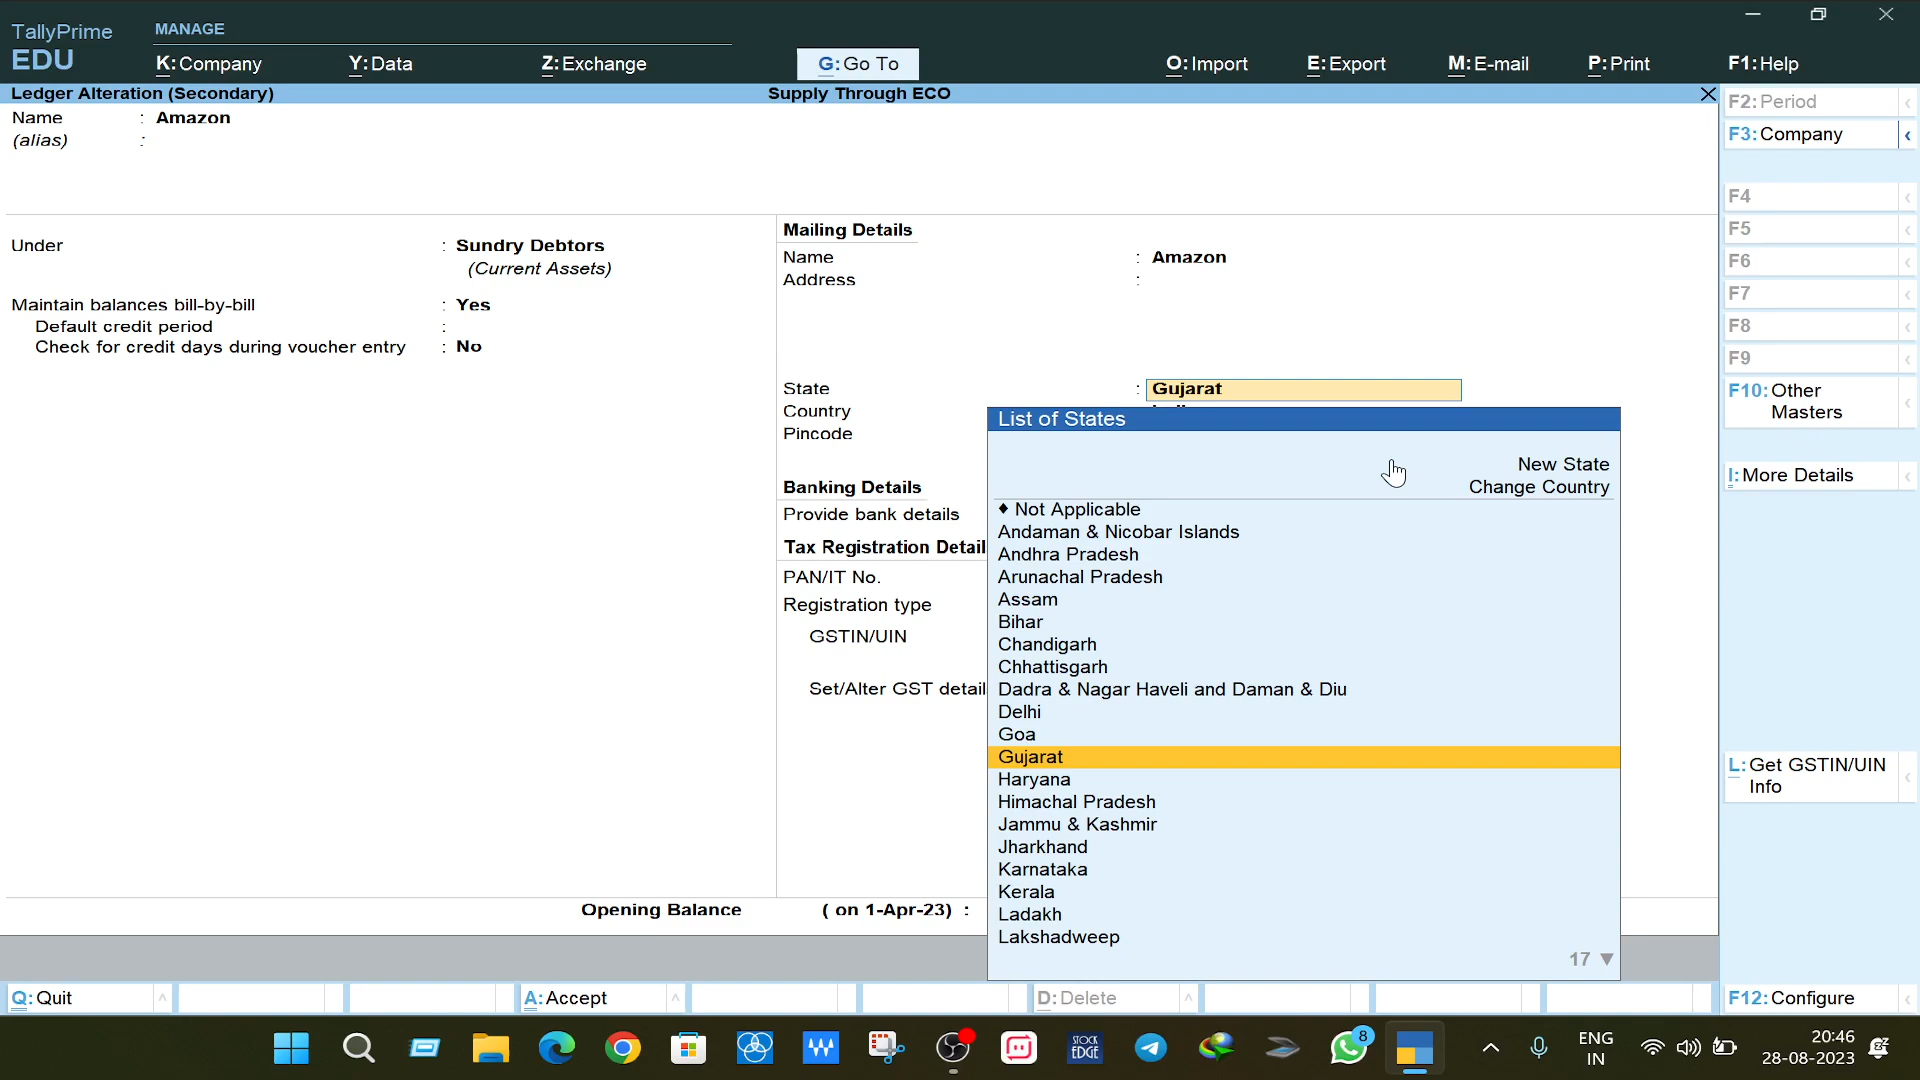 TallyPrime
EDU
MANAGE
K:Company
Y:Data
Z:Exchange
G:Go To
O:Import
E:Export
M:E-mail
P:Print
F1:Help
Ledger Alteration (Secondary)
Supply Through ECO
Name : Amazon
(alias) :
Under : Sundry Debtors
(Current Assets)
Maintain balances bill-by-bill : Yes
Default credit period :
Check for credit days during voucher entry : No
Mailing Details
Name : Amazon
Address :
State : Gujarat
Country
Pincode
Banking Details
Provide bank details
Tax Registration Detail
PAN/IT No.
Registration type
GSTIN/UIN
Set/Alter GST detail
List of States
New State
Change Country
♦ Not Applicable
Andaman & Nicobar Islands
Andhra Pradesh
Arunachal Pradesh
Assam
Bihar
Chandigarh
Chhattisgarh
Dadra & Nagar Haveli and Daman & Diu
Delhi
Goa
Gujarat
Haryana
Himachal Pradesh
Jammu & Kashmir
Jharkhand
Karnataka
Kerala
Ladakh
Lakshadweep
17 ▼
Opening Balance ( on 1-Apr-23) :
F2:Period
F3:Company
F4
F5
F6
F7
F8
F9
F10:Other
Masters
I:More Details
L:Get GSTIN/UIN
Info
F12:Configure
Q:Quit
A:Accept
D:Delete
STOCK
EDGE
8
ENG
IN
20:46
28-08-2023